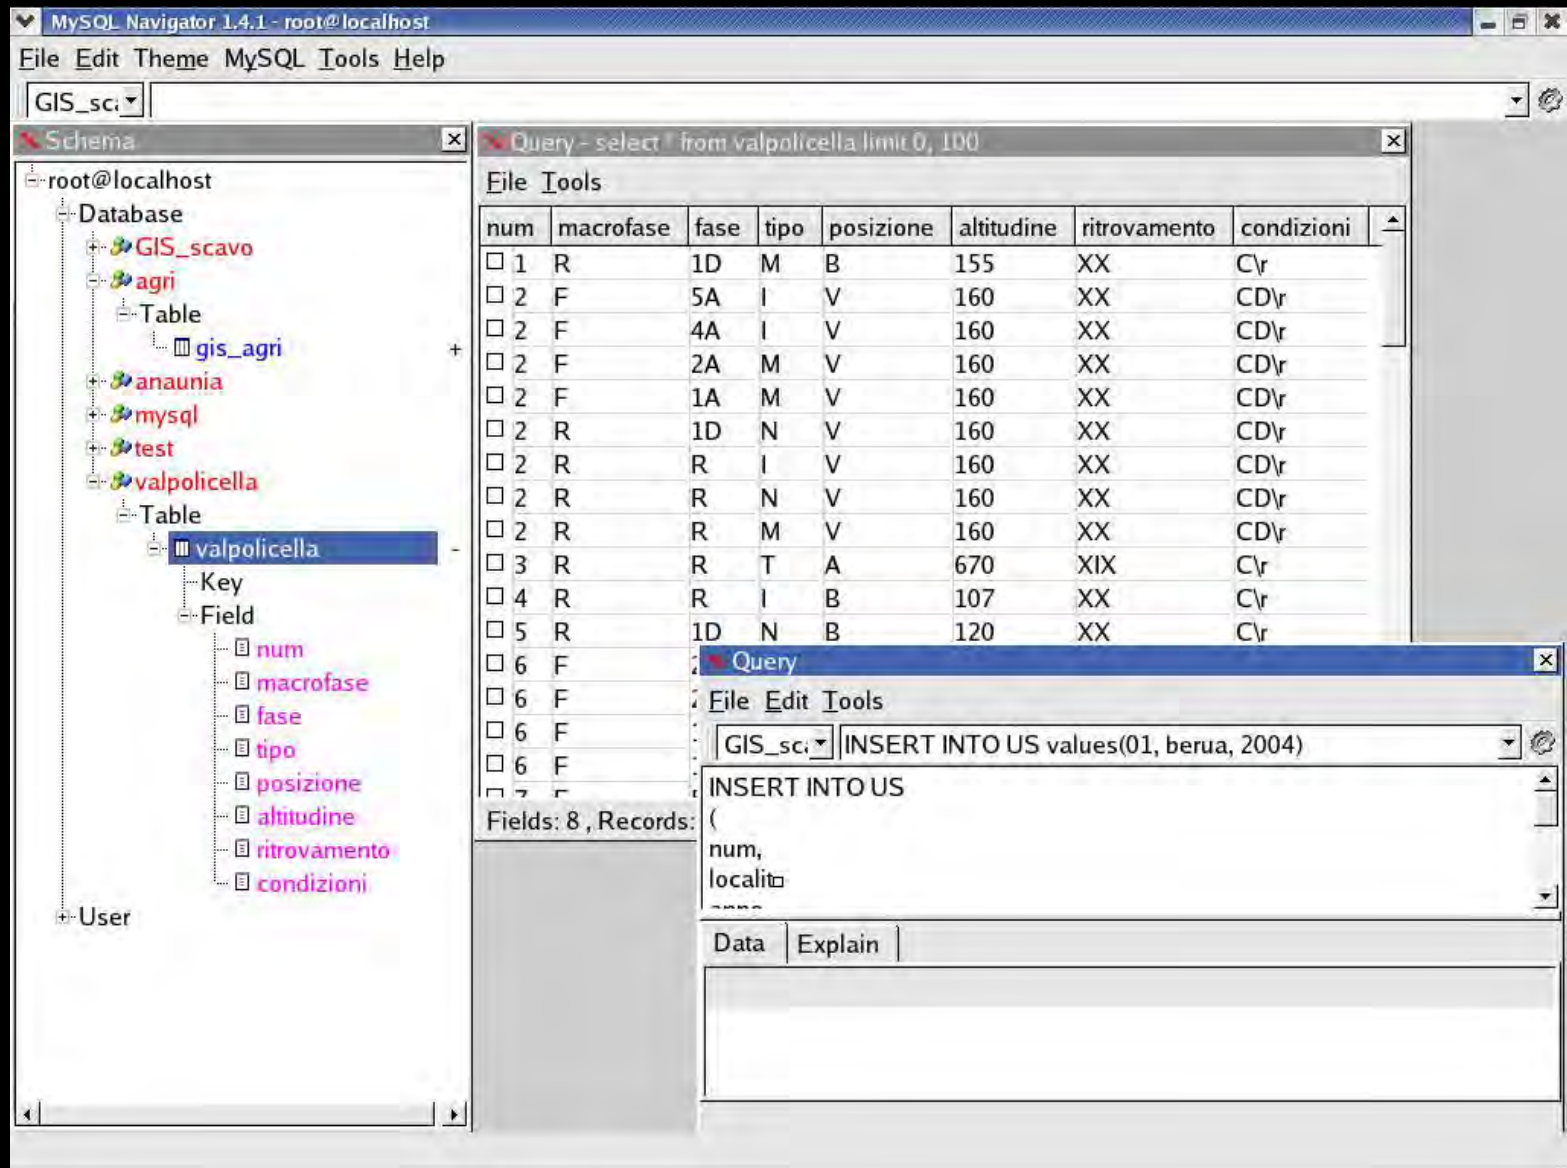 MySQL Navigator 1.4.1 - root@localhost
File Edit Theme MySQL Tools Help
GIS_sc
Schema
root@localhost
Database
GIS_scavo
agri
Table
gis_agri +
anaunia
mysql
test
valpolicella
Table
valpolicella -
Key
Field
num
macrofase
fase
tipo
posizione
altitudine
ritrovamento
condizioni
User
Query - select * from valpolicella limit 0, 100
File Tools
num macrofase fase tipo posizione altitudine ritrovamento condizioni
1 R 1D M B 155 XX C\r
2 F 5A I V 160 XX CD\r
2 F 4A I V 160 XX CD\r
2 F 2A M V 160 XX CD\r
2 F 1A M V 160 XX CD\r
2 R 1D N V 160 XX CD\r
2 R R I V 160 XX CD\r
2 R R N V 160 XX CD\r
2 R R M V 160 XX CD\r
3 R R T A 670 XIX C\r
4 R R I B 107 XX C\r
5 R 1D N B 120 XX C\r
6 F
6 F
6 F
6 F
Fields: 8 , Records:
Query
File Edit Tools
GIS_sc INSERT INTO US values(01, berua, 2004)
INSERT INTO US
(
num,
localit□
Data Explain